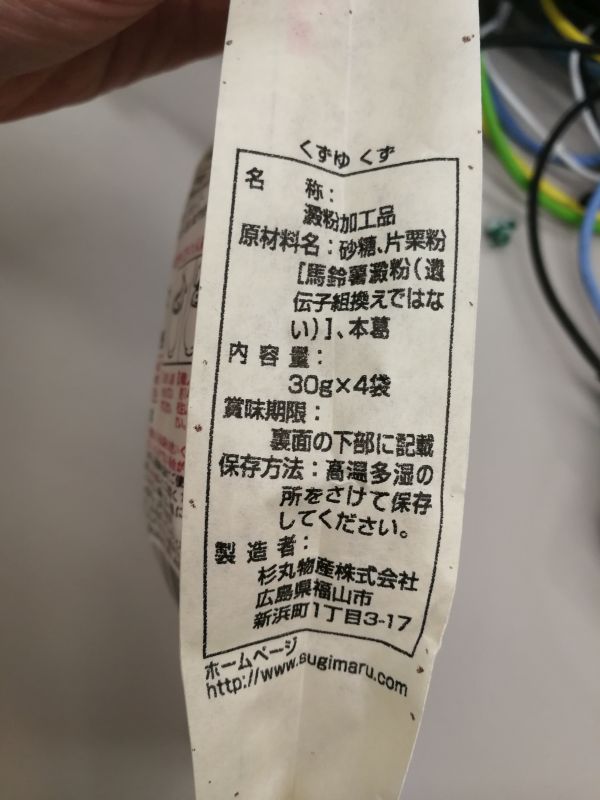 くずゆ くず
名 称:
澱粉加工品
原材料名:砂糖、片栗粉
[馬鈴薯澱粉(遺
伝子組換えではな
い)]、本葛
内容量:
30g×4袋
賞味期限:
裏面の下部に記載
保存方法:高温多湿の
所をさけて保存
してください。
製造者:
杉丸物産株式会社
広島県福山市
新浜町1丁目3-17
ホームページ
http://www.sugimaru.com